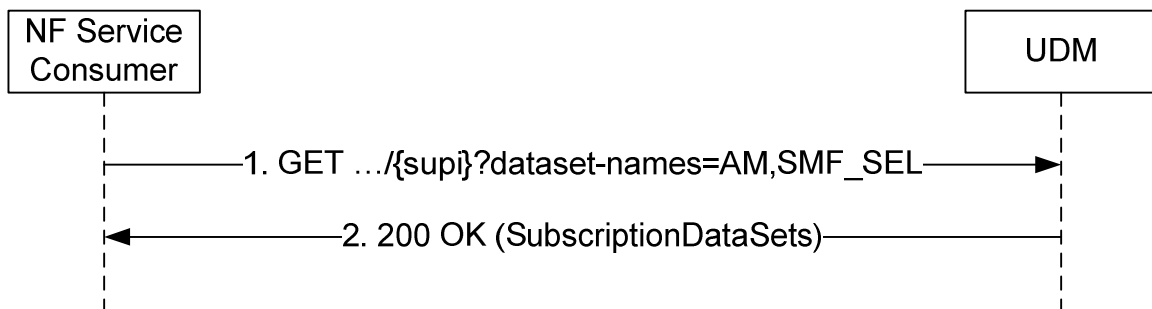 NF Service
Consumer
UDM
1. GET …/{supi}?dataset-names=AM,SMF_SEL
2. 200 OK (SubscriptionDataSets)